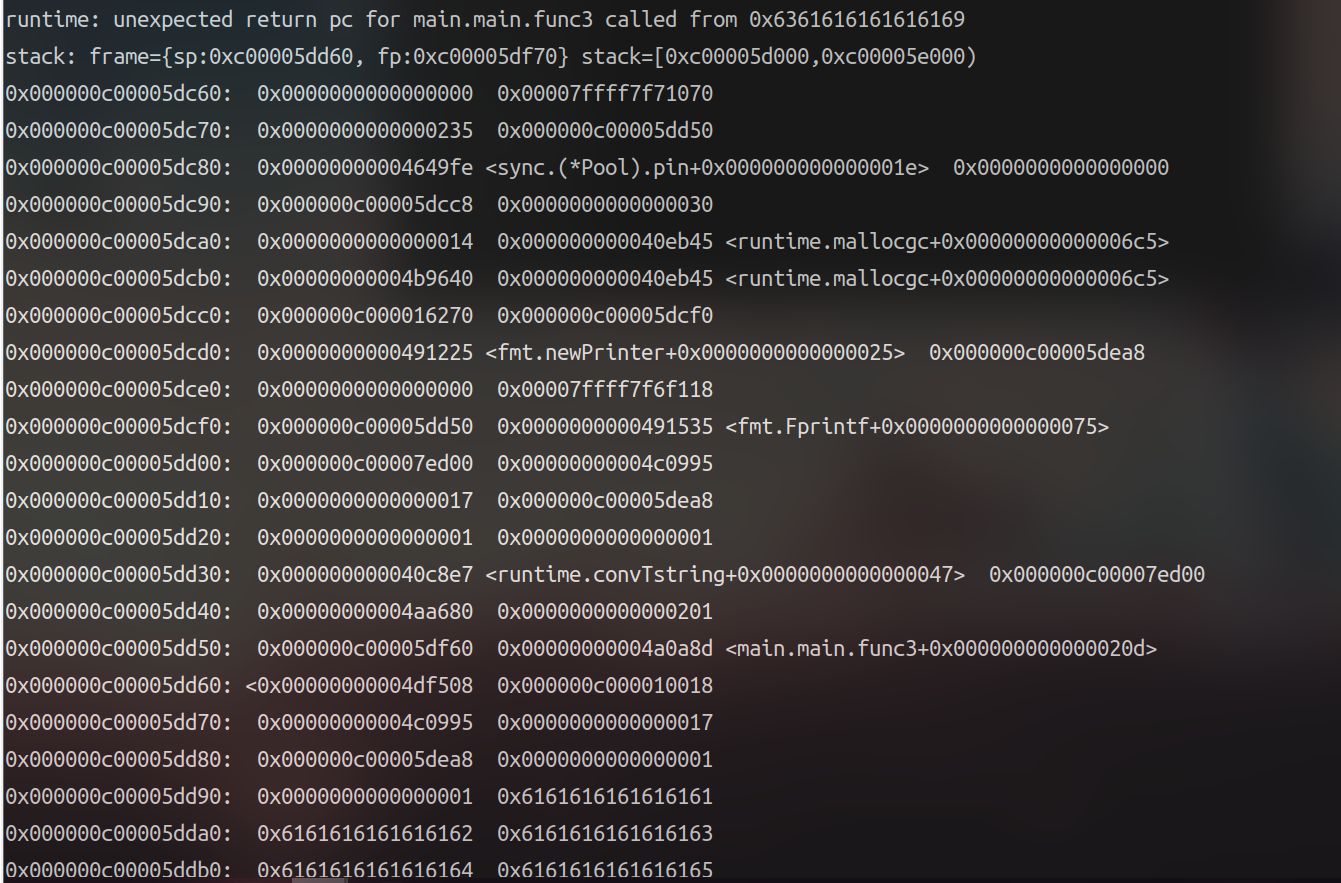 runtime: unexpected return pc for main.main.func3 called from 0x6361616161616169
stack: frame={sp:0xc00005dd60, fp:0xc00005df70} stack=[0xc00005d000,0xc00005e000)
0x000000c00005dc60:  0x0000000000000000  0x00007ffff7f71070
0x000000c00005dc70:  0x0000000000000235  0x000000c00005dd50
0x000000c00005dc80:  0x00000000004649fe <sync.(*Pool).pin+0x000000000000001e>  0x0000000000000000
0x000000c00005dc90:  0x000000c00005dcc8  0x0000000000000030
0x000000c00005dca0:  0x0000000000000014  0x000000000040eb45 <runtime.mallocgc+0x00000000000006c5>
0x000000c00005dcb0:  0x00000000004b9640  0x000000000040eb45 <runtime.mallocgc+0x00000000000006c5>
0x000000c00005dcc0:  0x000000c000016270  0x000000c00005dcf0
0x000000c00005dcd0:  0x0000000000491225 <fmt.newPrinter+0x0000000000000025>  0x000000c00005dea8
0x000000c00005dce0:  0x0000000000000000  0x00007ffff7f6f118
0x000000c00005dcf0:  0x000000c00005dd50  0x0000000000491535 <fmt.Fprintf+0x0000000000000075>
0x000000c00005dd00:  0x000000c00007ed00  0x00000000004c0995
0x000000c00005dd10:  0x0000000000000017  0x000000c00005dea8
0x000000c00005dd20:  0x0000000000000001  0x0000000000000001
0x000000c00005dd30:  0x000000000040c8e7 <runtime.convTstring+0x0000000000000047>  0x000000c00007ed00
0x000000c00005dd40:  0x00000000004aa680  0x0000000000000201
0x000000c00005dd50:  0x000000c00005df60  0x00000000004a0a8d <main.main.func3+0x000000000000020d>
0x000000c00005dd60: <0x00000000004df508  0x000000c000010018
0x000000c00005dd70:  0x00000000004c0995  0x0000000000000017
0x000000c00005dd80:  0x000000c00005dea8  0x0000000000000001
0x000000c00005dd90:  0x0000000000000001  0x6161616161616161
0x000000c00005dda0:  0x6161616161616162  0x6161616161616163
0x000000c00005ddb0:  0x6161616161616164  0x6161616161616165